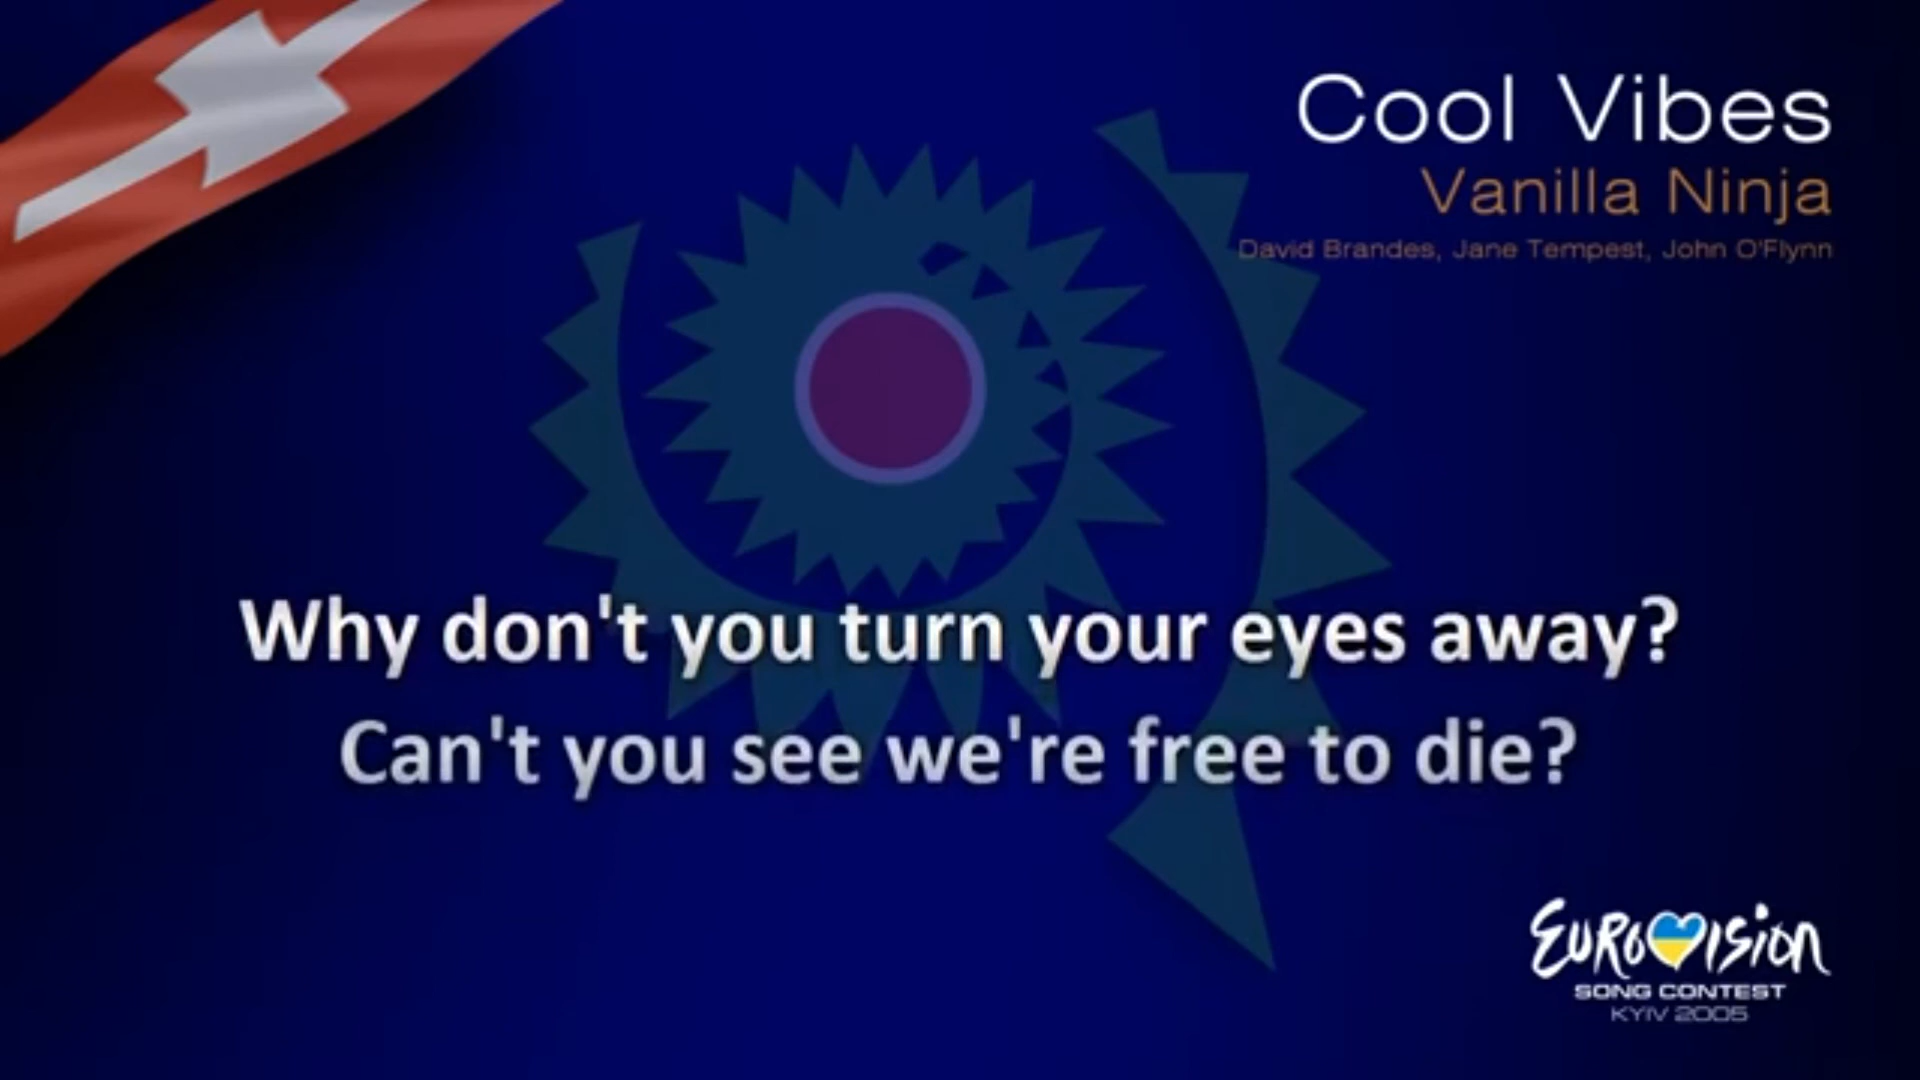 Cool Vibes
Vanilla Ninja
David Brandes, Jane Tempest, John O'Flynn
Why don't you turn your eyes away?
Can't you see we're free to die?
EUROVISION
SONG CONTEST
KYIV 2005